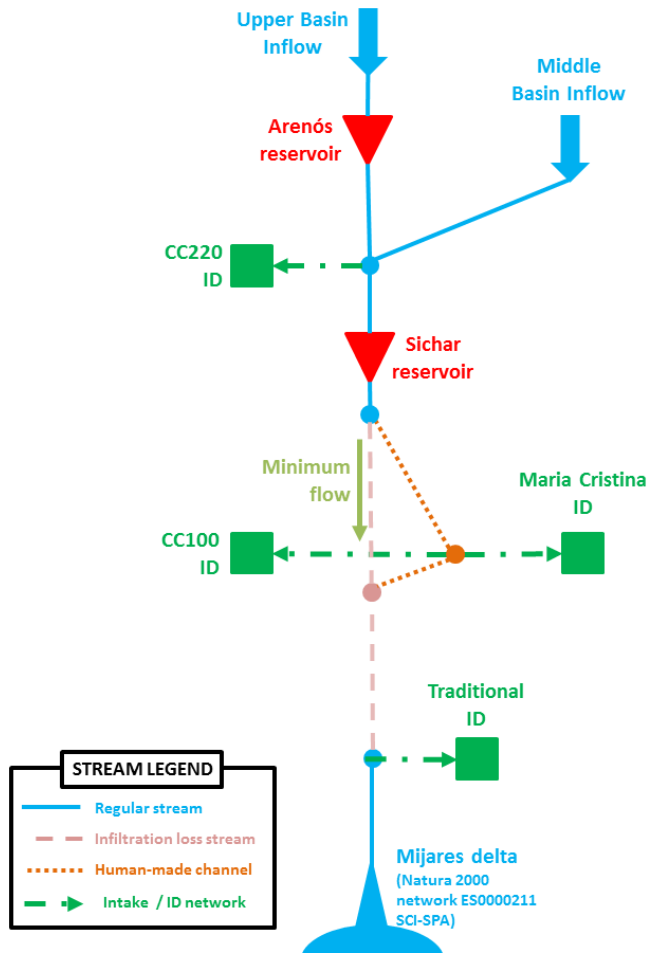 Upper Basin
Inflow
Middle
Basin Inflow
Arenós
reservoir
CC220
ID
Sichar
reservoir
Minimum
flow
Maria Cristina
ID
CC100
ID
Traditional
ID
STREAM LEGEND
Regular stream
Infiltration loss stream
Human-made channel
Intake / ID network
Mijares delta
(Natura 2000
network ES0000211
SCI-SPA)